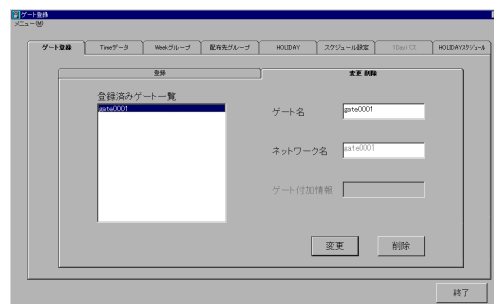 ゲート登録
メニュー(M)
ゲート登録 Timeデータ Weekグループ 配布先グループ HOLIDAY スケジュール設定 HOLIDAYスケジュール
登録 変更 削除
登録済みゲート一覧
gate0001
ゲート名 gate0001
ネットワーク名 gate0001
ゲート付加情報
変更 削除
終了